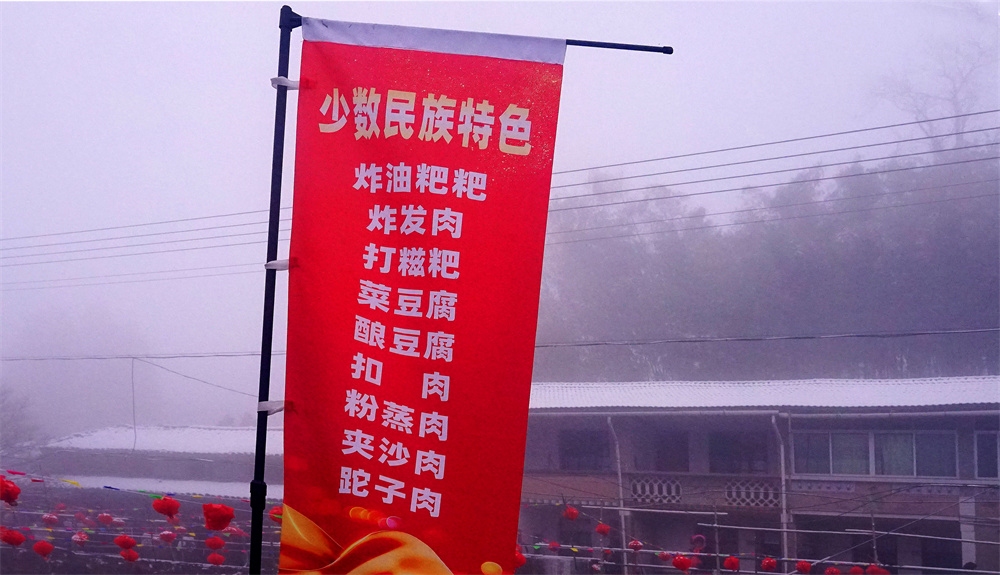 少数民族特色
炸油粑粑
炸发肉
打糍粑
菜豆腐
酿豆腐
扣 肉
粉蒸肉
夹沙肉
跎子肉